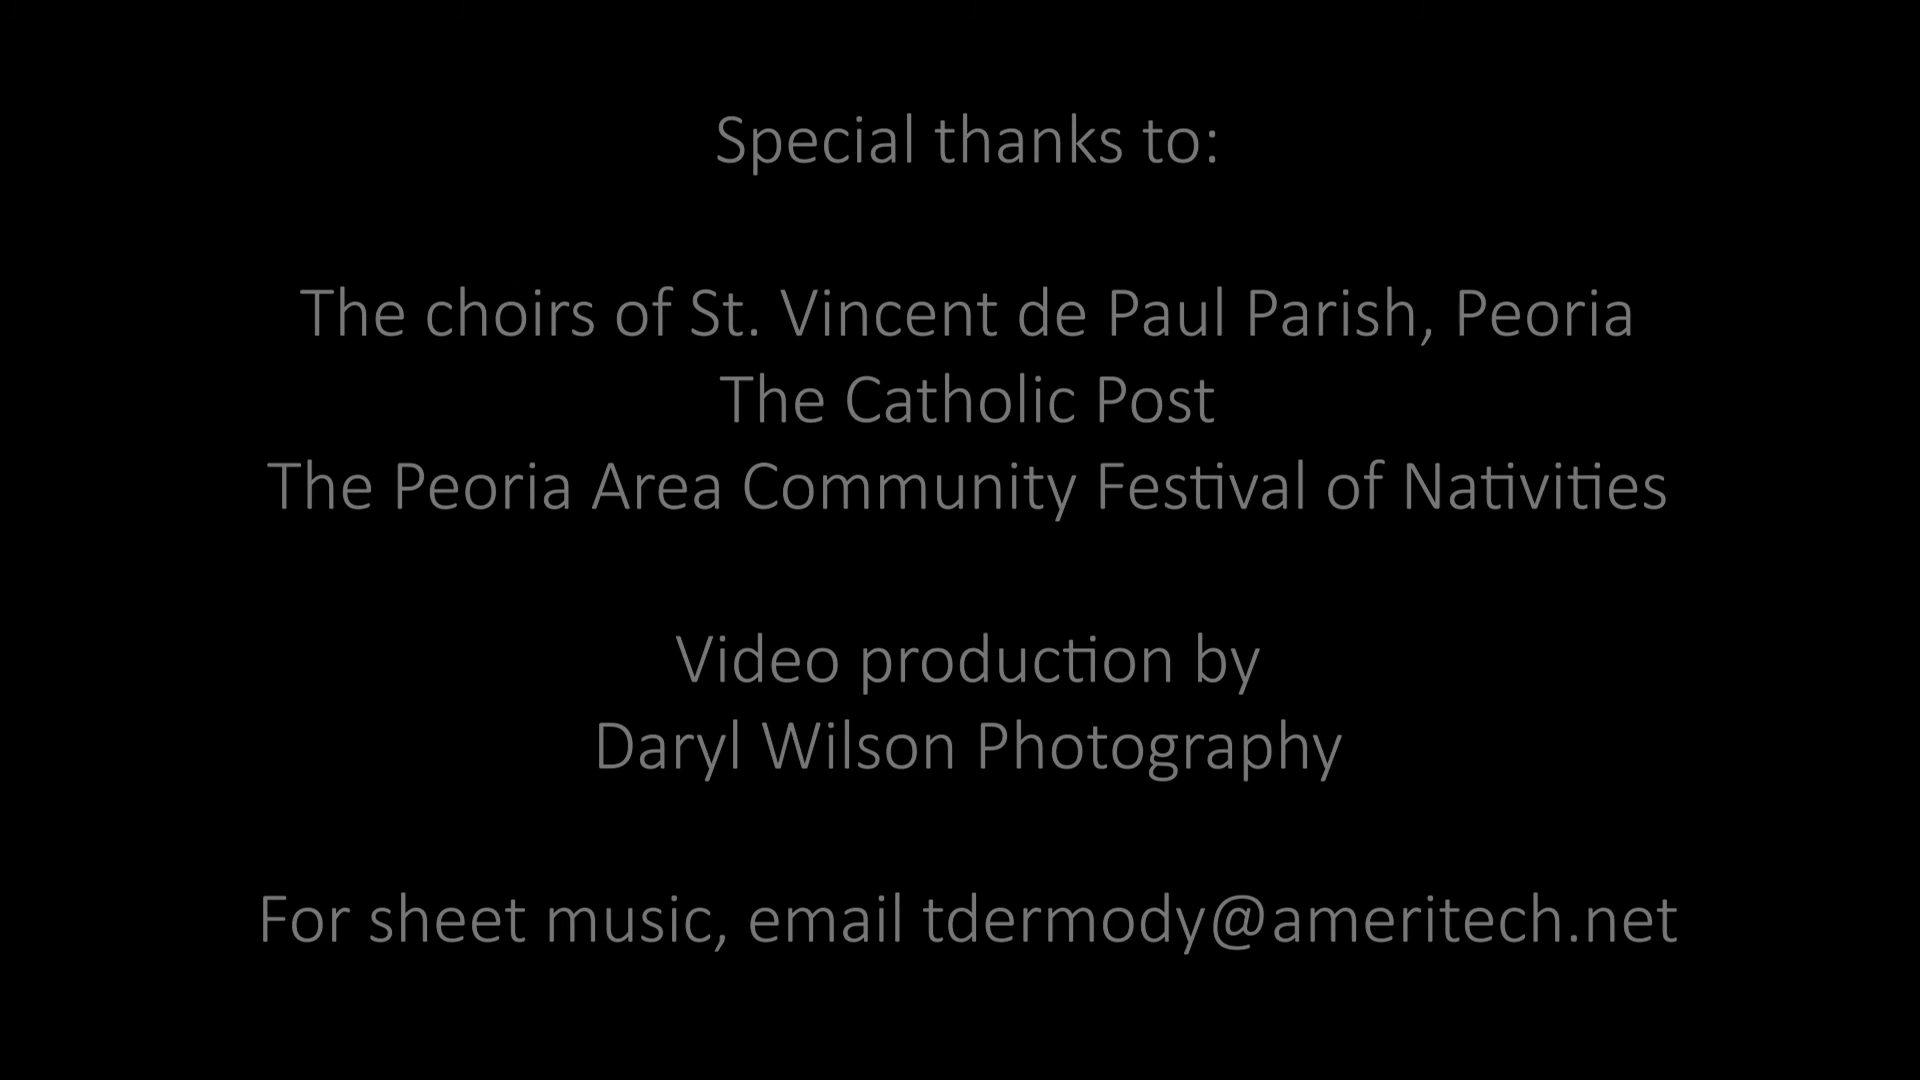 Special thanks to:
The choirs of St. Vincent de Paul Parish, Peoria
The Catholic Post
The Peoria Area Community Festival of Nativities
Video production by
Daryl Wilson Photography
For sheet music, email tdermody@ameritech.net